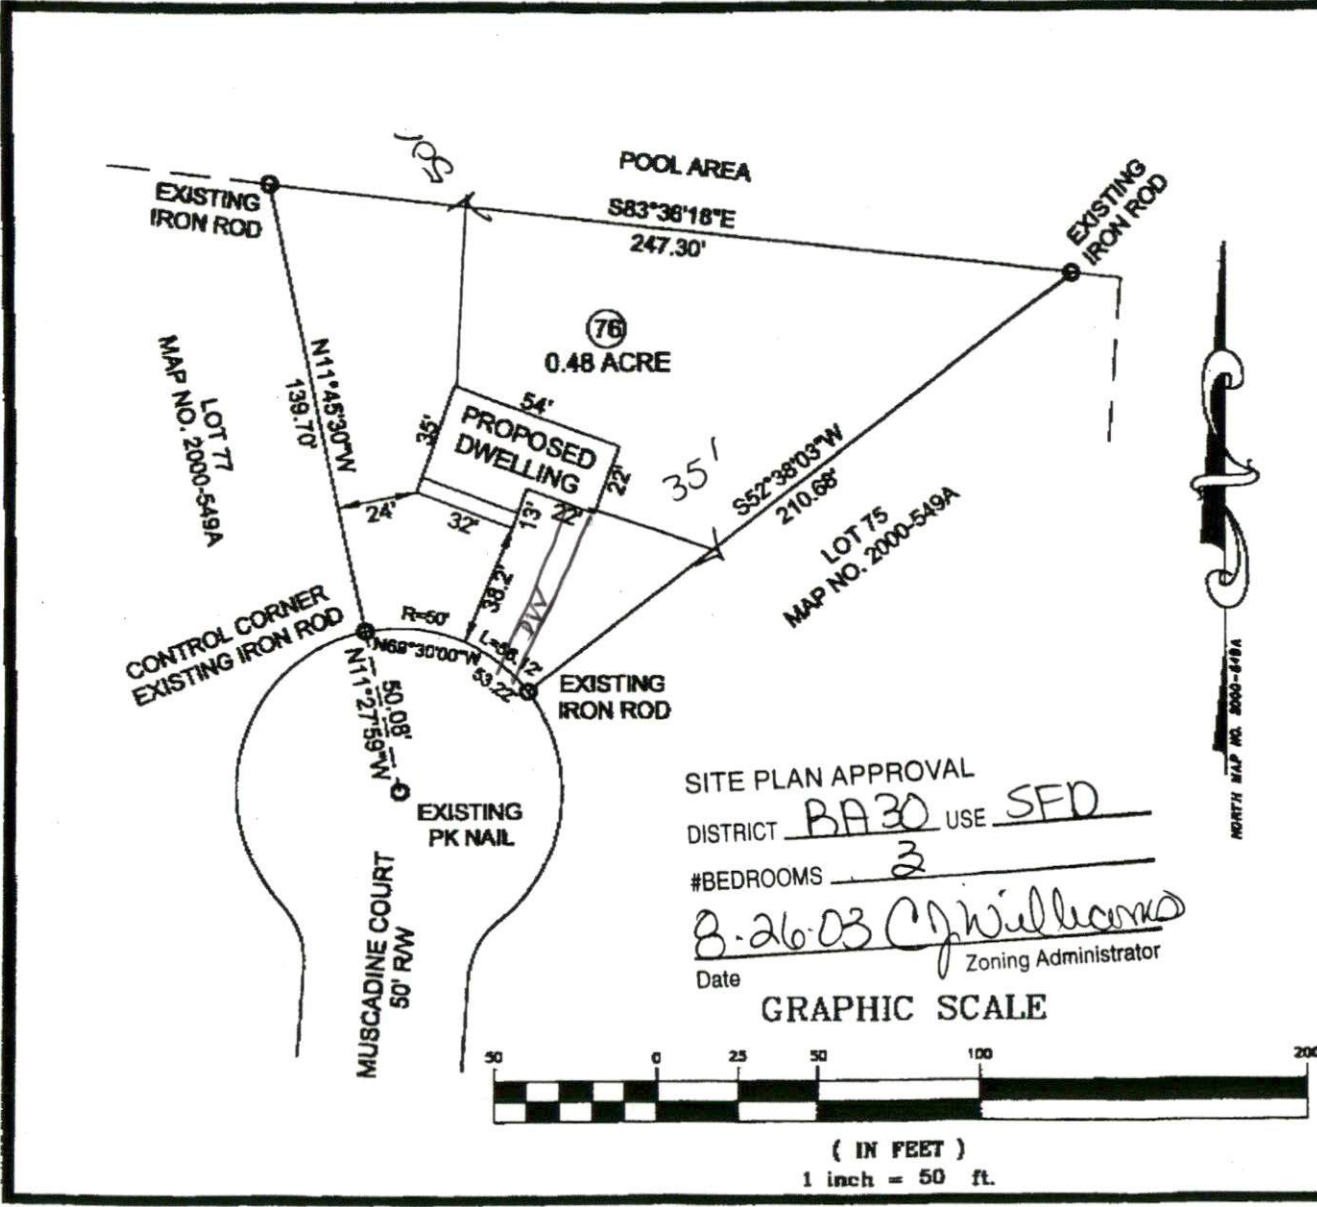 POOL AREA
EXISTING
IRON ROD
S83°36'18"E
247.30'
EXISTING
IRON ROD
76
0.48 ACRE
N11°45'30"W
139.70'
LOT 77
MAP NO. 2000-549A
54'
35'
PROPOSED
DWELLING
22'
35'
S52°38'03"W
210.68'
LOT 75
MAP NO. 2000-549A
24'
32'
13'
22'
38.2'
CONTROL CORNER
EXISTING IRON ROD
R=50'
L=56.12'
N69°30'00"W
53.22'
EXISTING
IRON ROD
50.08'
N11°27'59"W
EXISTING
PK NAIL
MUSCADINE COURT
50' R/W
NORTH MAP NO. 2000-549A
SITE PLAN APPROVAL
DISTRICT RA30 USE SFD
#BEDROOMS 3
8-26-03 CJ Williams
Date Zoning Administrator
GRAPHIC SCALE
50 0 25 50 100 200
( IN FEET )
1 inch = 50 ft.